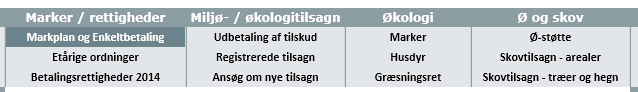 Marker / rettigheder Miljø- / økologitilsagn Økologi Ø og skov
Markplan og Enkeltbetaling Udbetaling af tilskud Marker Ø-støtte
Etårige ordninger Registrerede tilsagn Husdyr Skovtilsagn - arealer
Betalingsrettigheder 2014 Ansøg om nye tilsagn Græsningsret Skovtilsagn - træer og hegn